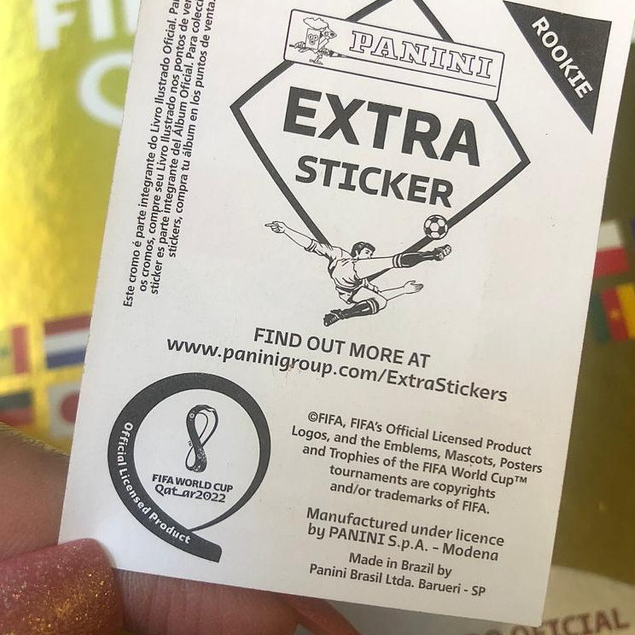 PANINI
ROOKIE
EXTRA
STICKER
Este cromo é parte integrante do Livro Ilustrado Oficial. Para
os cromos, compre seu Livro Ilustrado nos pontos de
sticker es parte integrante del Álbum Oficial. Para
stickers, compra tu álbum en los puntos de venta.
FIND OUT MORE AT
www.paninigroup.com/ExtraStickers
Official Licensed Product
FIFA WORLD CUP
Qatar2022
©FIFA, FIFA's Official Licensed Product
Logos, and the Emblems, Mascots, Posters
and Trophies of the FIFA World Cup™
tournaments are copyrights
and/or trademarks of FIFA.
Manufactured under licence
by PANINI S.p.A. - Modena
Made in Brazil by
Panini Brasil Ltda. Barueri - SP
OFICIAL